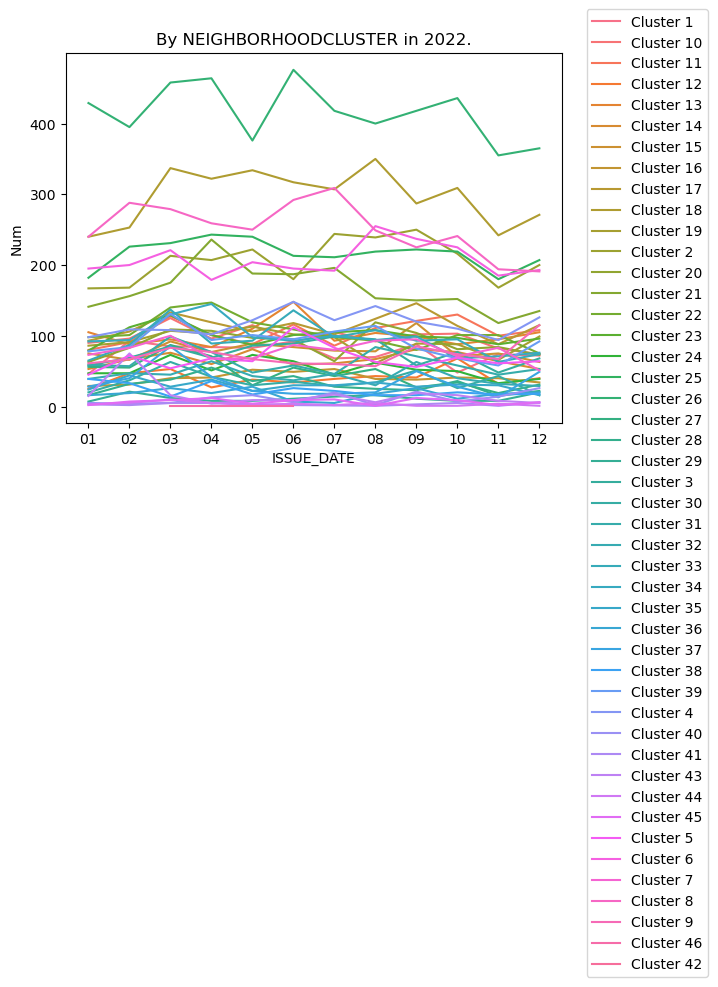 By NEIGHBORHOODCLUSTER in 2022.
Num
400
300
200
100
0
01 02 03 04 05 06 07 08 09 10 11 12
ISSUE_DATE
Cluster 1
Cluster 10
Cluster 11
Cluster 12
Cluster 13
Cluster 14
Cluster 15
Cluster 16
Cluster 17
Cluster 18
Cluster 19
Cluster 2
Cluster 20
Cluster 21
Cluster 22
Cluster 23
Cluster 24
Cluster 25
Cluster 26
Cluster 27
Cluster 28
Cluster 29
Cluster 3
Cluster 30
Cluster 31
Cluster 32
Cluster 33
Cluster 34
Cluster 35
Cluster 36
Cluster 37
Cluster 38
Cluster 39
Cluster 4
Cluster 40
Cluster 41
Cluster 43
Cluster 44
Cluster 45
Cluster 5
Cluster 6
Cluster 7
Cluster 8
Cluster 9
Cluster 46
Cluster 42